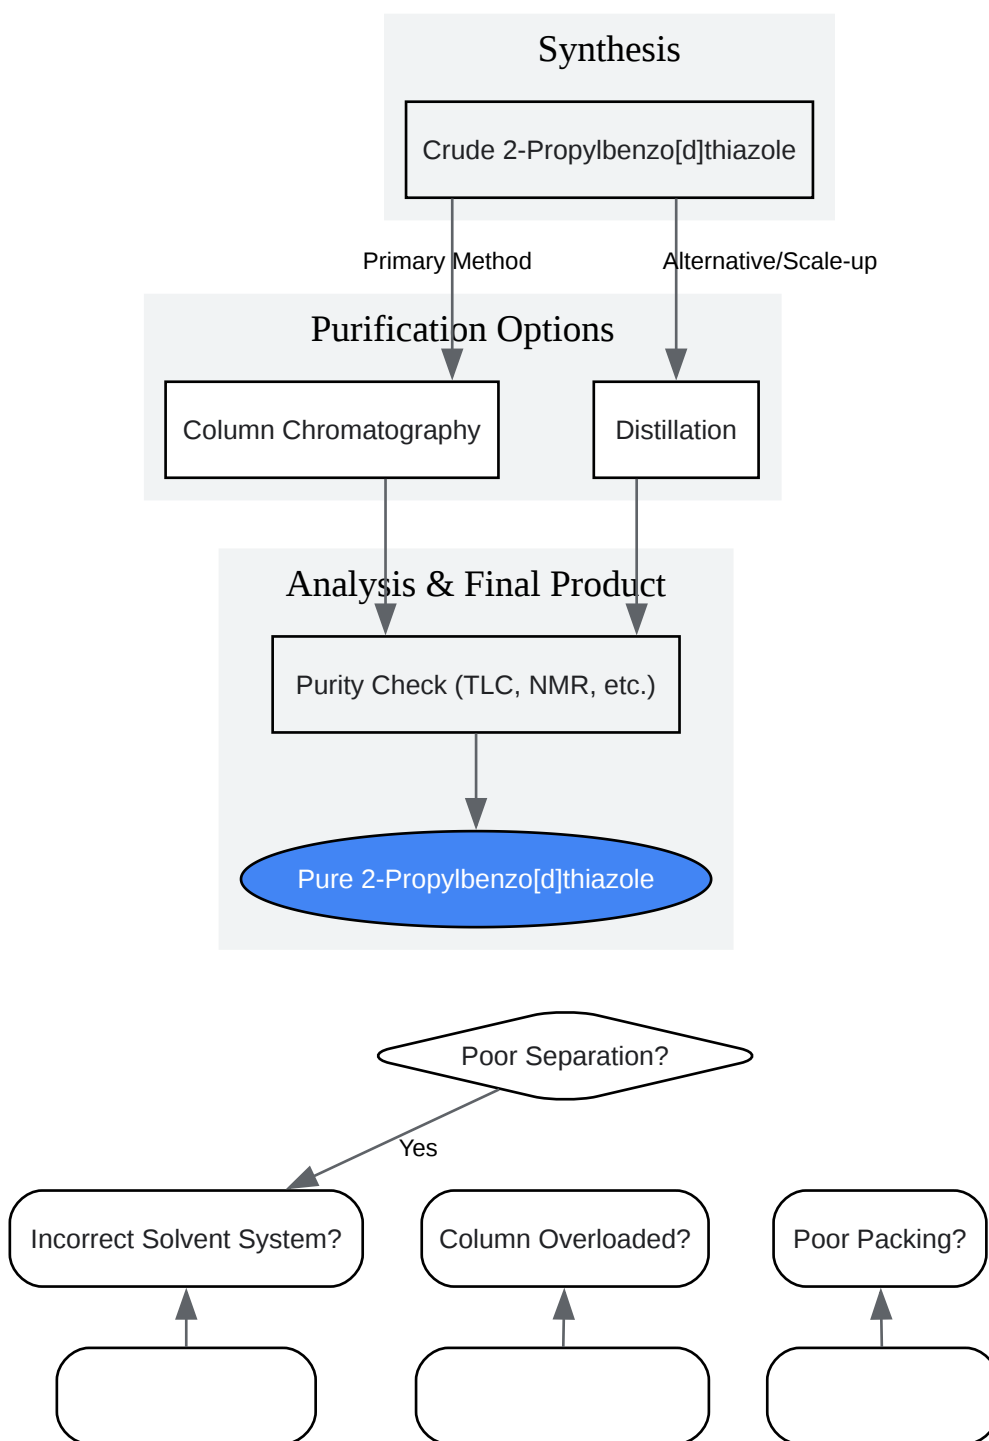 Synthesis
Crude 2-Propylbenzo[d]thiazole
Primary Method
Alternative/Scale-up
Purification Options
Column Chromatography
Distillation
Analysis & Final Product
Purity Check (TLC, NMR, etc.)
Pure 2-Propylbenzo[d]thiazole
Poor Separation?
Yes
Incorrect Solvent System?
Column Overloaded?
Poor Packing?